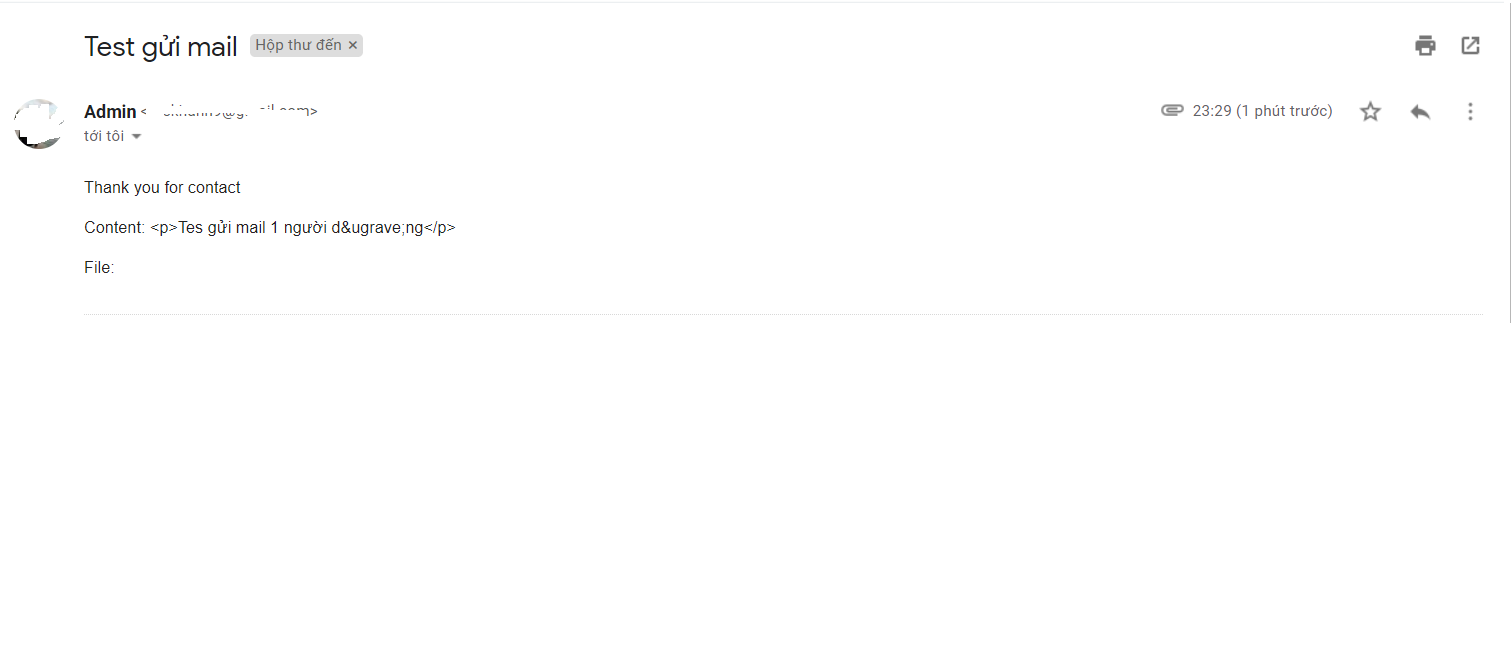 Test gửi mail Hộp thư đến ×
Admin < >
23:29 (1 phút trước)
tới tôi
Thank you for contact
Content: <p>Tes gửi mail 1 người d&ugrave;ng</p>
File: